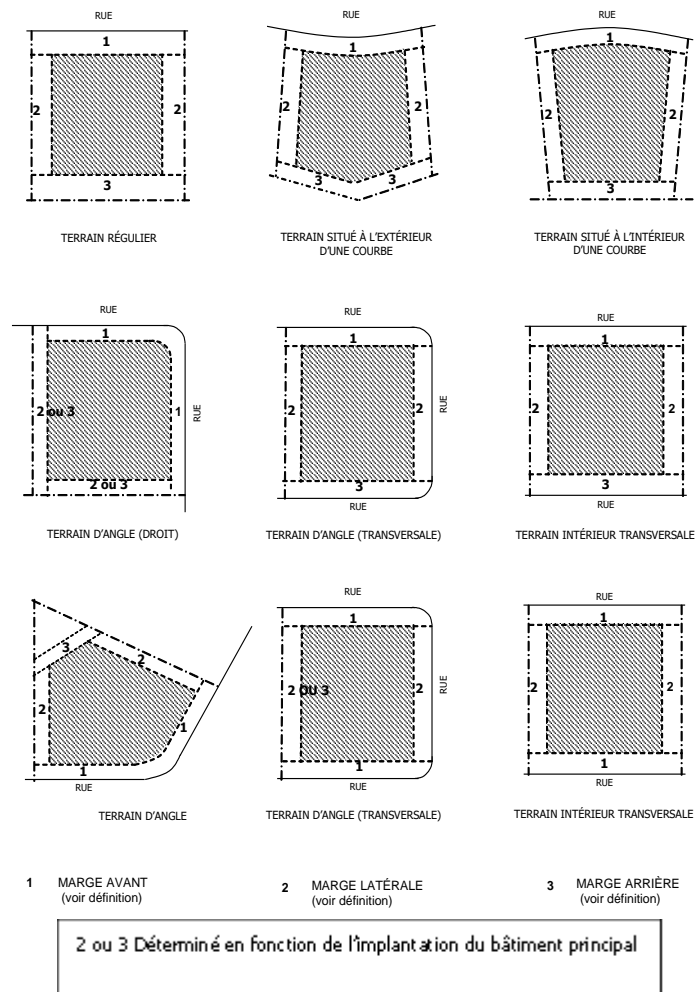 RUE
1
2
2
3
TERRAIN RÉGULIER
RUE
1
2
2
3
3
TERRAIN SITUÉ À L'EXTÉRIEUR
D'UNE COURBE
RUE
1
2
2
3
TERRAIN SITUÉ À L'INTÉRIEUR
D'UNE COURBE
RUE
1
2 ou 3
1
RUE
2 ou 3
TERRAIN D'ANGLE (DROIT)
RUE
1
2
2
RUE
3
RUE
TERRAIN D'ANGLE (TRANSVERSALE)
RUE
1
2
2
3
RUE
TERRAIN INTÉRIEUR TRANSVERSALE
3
2
2
1
1
RUE
TERRAIN D'ANGLE
RUE
1
2 OU 3
2
RUE
1
RUE
TERRAIN D'ANGLE (TRANSVERSALE)
RUE
1
2
2
1
RUE
TERRAIN INTÉRIEUR TRANSVERSALE
1 MARGE AVANT
(voir définition)
2 MARGE LATÉRALE
(voir définition)
3 MARGE ARRIÈRE
(voir définition)
2 ou 3 Déterminé en fonction de l'implantation du bâtiment principal